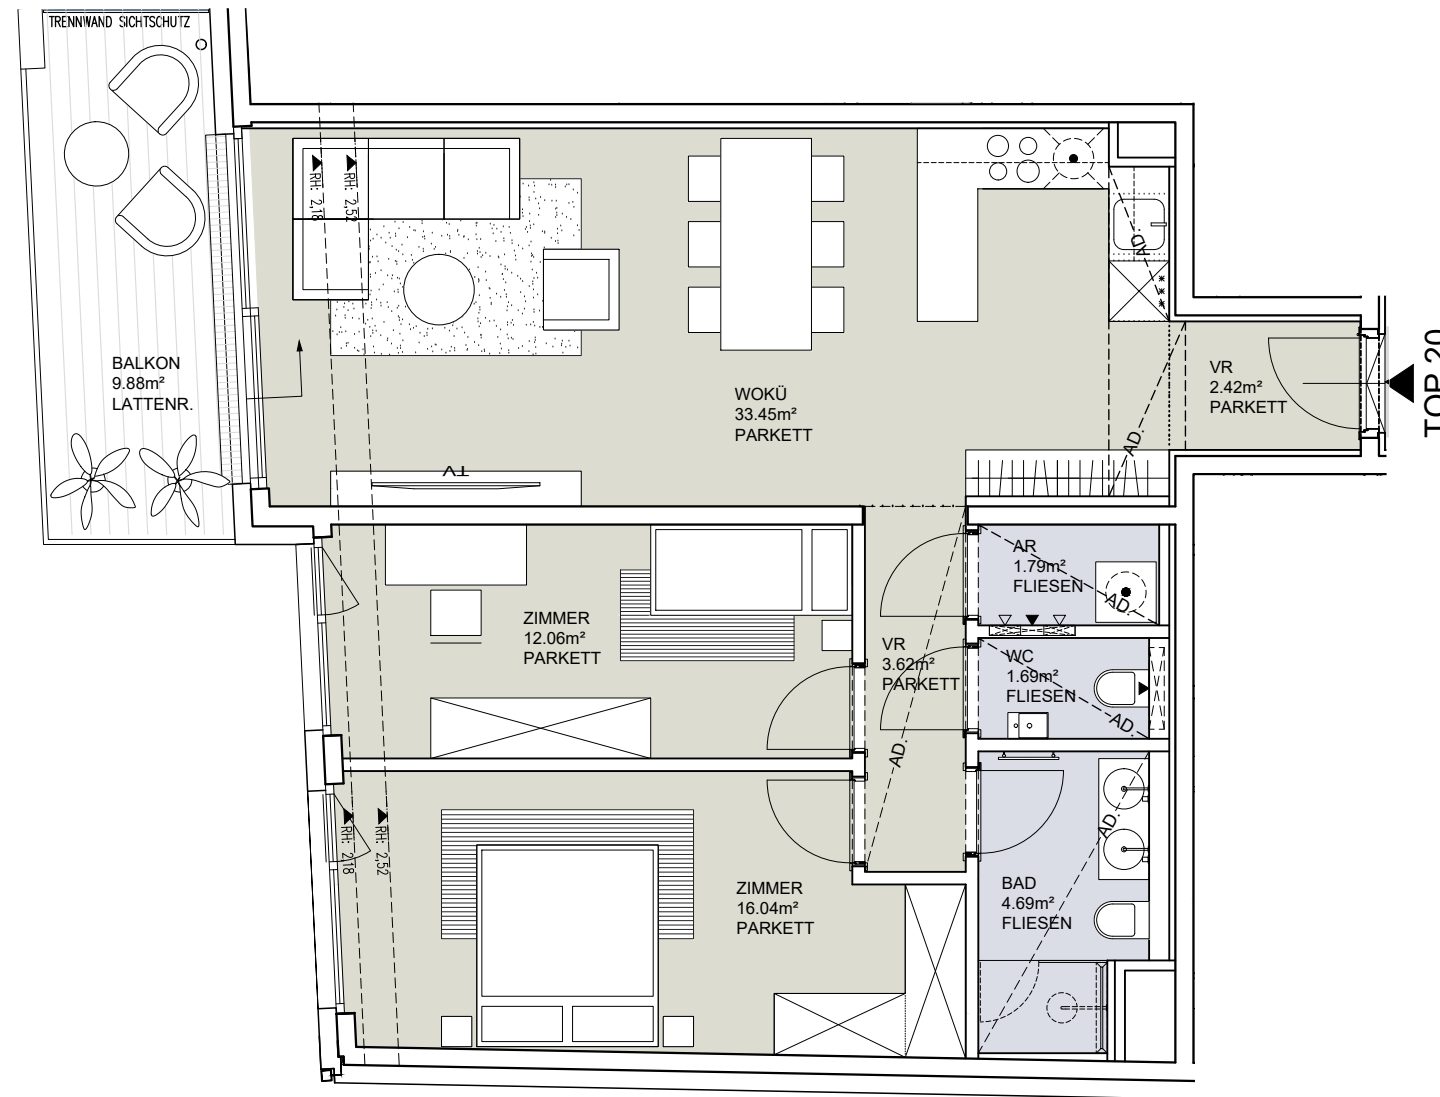 TRENNWAND SICHTSCHUTZ
RH: 2,18
RH: 2,52
AD.
BALKON
9.88m²
LATTENR.
WOKÜ
33.45m²
PARKETT
VR
2.42m²
PARKETT
TOP 20
AD.
TV
AR
1.79m²
FLIESEN
AD.
ZIMMER
12.06m²
PARKETT
VR
3.62m²
PARKETT
WC
1.69m²
FLIESEN
AD.
AD.
RH: 2,18
RH: 2,52
AD.
ZIMMER
16.04m²
PARKETT
BAD
4.69m²
FLIESEN